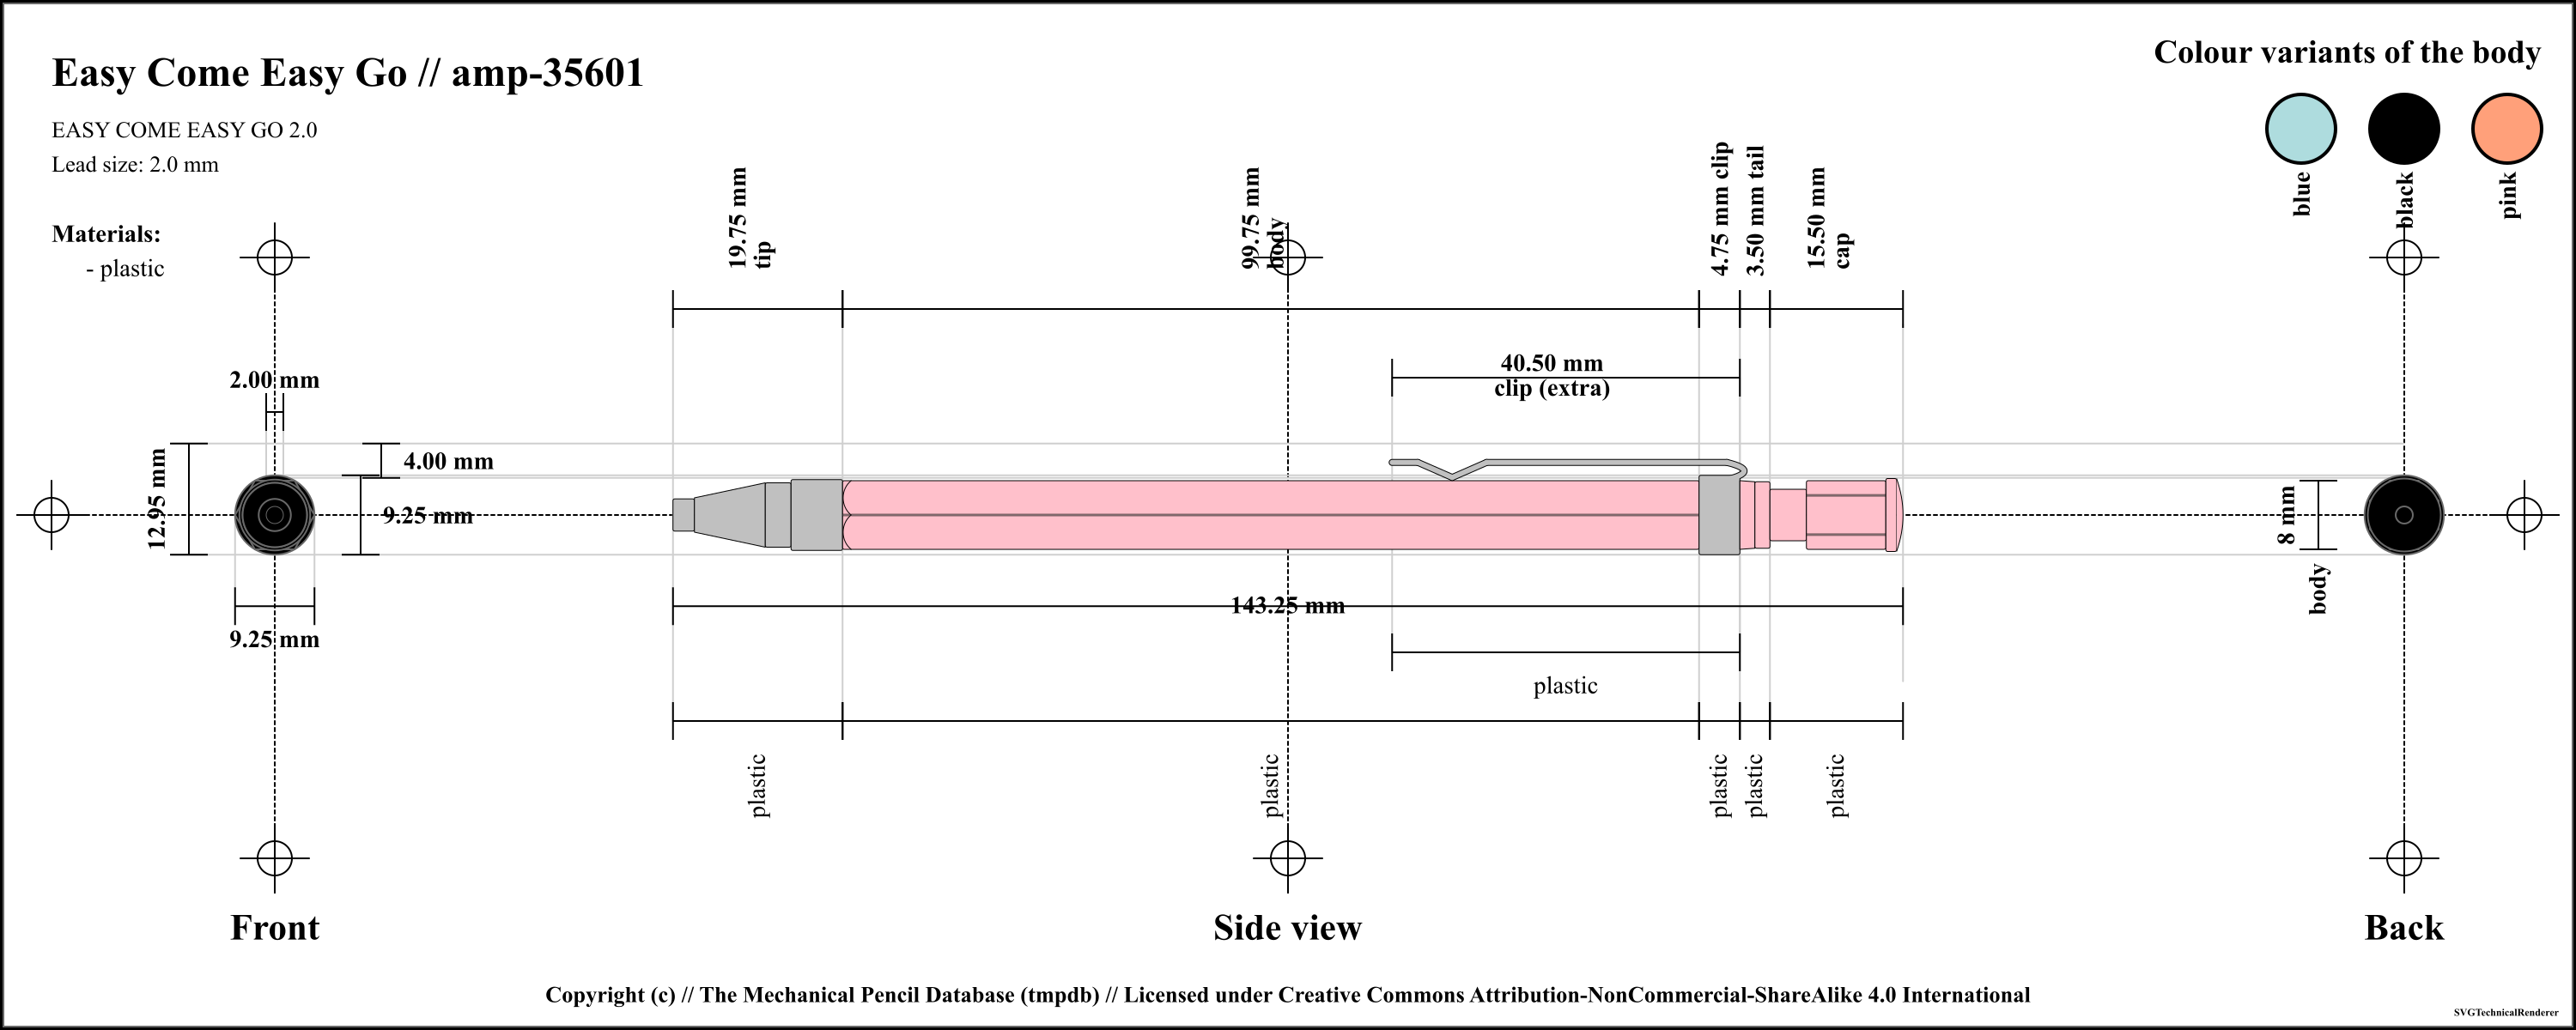 Easy Come Easy Go // amp-35601
EASY COME EASY GO 2.0
Lead size: 2.0 mm
Materials:
- plastic
Colour variants of the body
blue
black
pink
19.75 mm
tip
99.75 mm
body
4.75 mm clip
3.50 mm tail
15.50 mm
cap
40.50 mm
clip (extra)
2.00 mm
12.95 mm
4.00 mm
9.25 mm
9.25 mm
8 mm
body
143.25 mm
plastic
plastic
plastic
plastic
plastic
plastic
Front
Side view
Back
Copyright (c) // The Mechanical Pencil Database (tmpdb) // Licensed under Creative Commons Attribution-NonCommercial-ShareAlike 4.0 International
SVGTechnicalRenderer